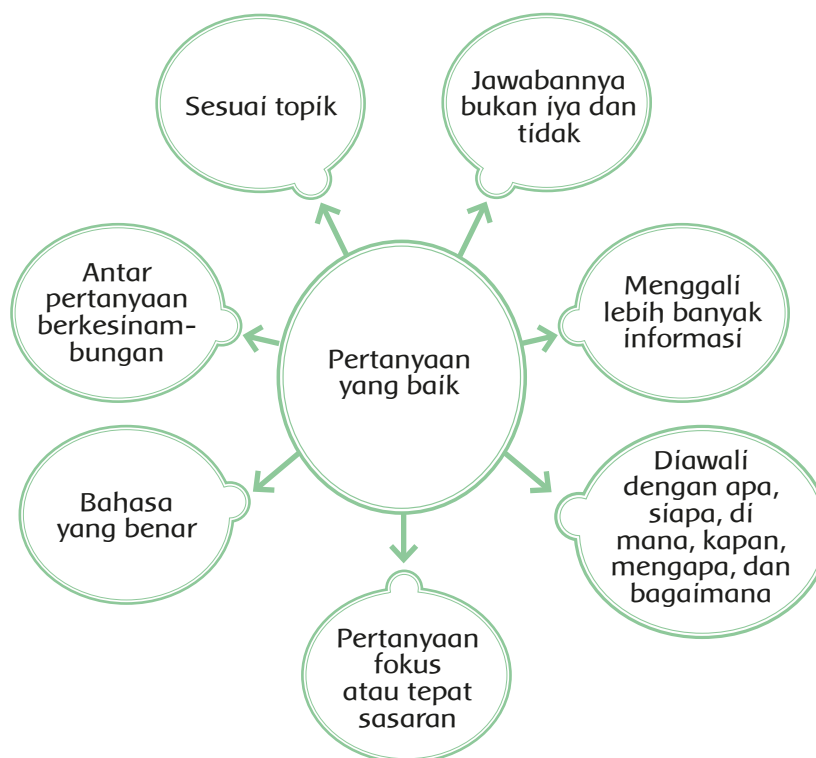 Sesuai topik
Jawabannya
bukan iya dan
tidak
Antar
pertanyaan
berkesinam-
bungan
Menggali
lebih banyak
informasi
Pertanyaan
yang baik
Bahasa
yang benar
Diawali
dengan apa,
siapa, di
mana, kapan,
mengapa, dan
bagaimana
Pertanyaan
fokus
atau tepat
sasaran